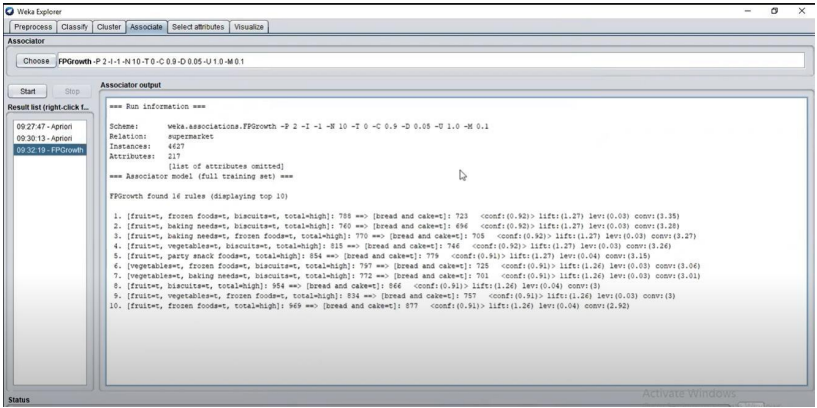 Weka Explorer
Preprocess Classify Cluster Associate Select attributes Visualize
Associator
Choose FPGrowth -P 2 -I -1 -N 10 -T 0 -C 0.9 -D 0.05 -U 1.0 -M 0.1
Start Stop
Result list (right-click f...
09:27:47 - Apriori
09:30:13 - Apriori
09:32:19 - FPGrowth
Associator output
=== Run information ===
Scheme: weka.associations.FPGrowth -P 2 -I -1 -N 10 -T 0 -C 0.9 -D 0.05 -U 1.0 -M 0.1
Relation: supermarket
Instances: 4627
Attributes: 217
[list of attributes omitted]
=== Associator model (full training set) ===
FPGrowth found 16 rules (displaying top 10)
1. [fruit=t, frozen foods=t, biscuits=t, total=high]: 788 ==> [bread and cake=t]: 723 <conf:(0.92)> lift:(1.27) lev:(0.03) conv:(3.35)
2. [fruit=t, baking needs=t, biscuits=t, total=high]: 760 ==> [bread and cake=t]: 696 <conf:(0.92)> lift:(1.27) lev:(0.03) conv:(3.28)
3. [fruit=t, baking needs=t, frozen foods=t, total=high]: 770 ==> [bread and cake=t]: 705 <conf:(0.92)> lift:(1.27) lev:(0.03) conv:(3.27)
4. [fruit=t, vegetables=t, biscuits=t, total=high]: 815 ==> [bread and cake=t]: 746 <conf:(0.92)> lift:(1.27) lev:(0.03) conv:(3.26)
5. [fruit=t, party snack foods=t, total=high]: 854 ==> [bread and cake=t]: 779 <conf:(0.91)> lift:(1.27) lev:(0.04) conv:(3.15)
6. [vegetables=t, frozen foods=t, biscuits=t, total=high]: 797 ==> [bread and cake=t]: 725 <conf:(0.91)> lift:(1.26) lev:(0.03) conv:(3.06)
7. [vegetables=t, baking needs=t, biscuits=t, total=high]: 772 ==> [bread and cake=t]: 701 <conf:(0.91)> lift:(1.26) lev:(0.03) conv:(3.01)
8. [fruit=t, biscuits=t, total=high]: 954 ==> [bread and cake=t]: 866 <conf:(0.91)> lift:(1.26) lev:(0.04) conv:(3)
9. [fruit=t, vegetables=t, frozen foods=t, total=high]: 834 ==> [bread and cake=t]: 757 <conf:(0.91)> lift:(1.26) lev:(0.03) conv:(3)
10. [fruit=t, frozen foods=t, total=high]: 969 ==> [bread and cake=t]: 877 <conf:(0.91)> lift:(1.26) lev:(0.04) conv:(2.92)
Activate Windows
Status